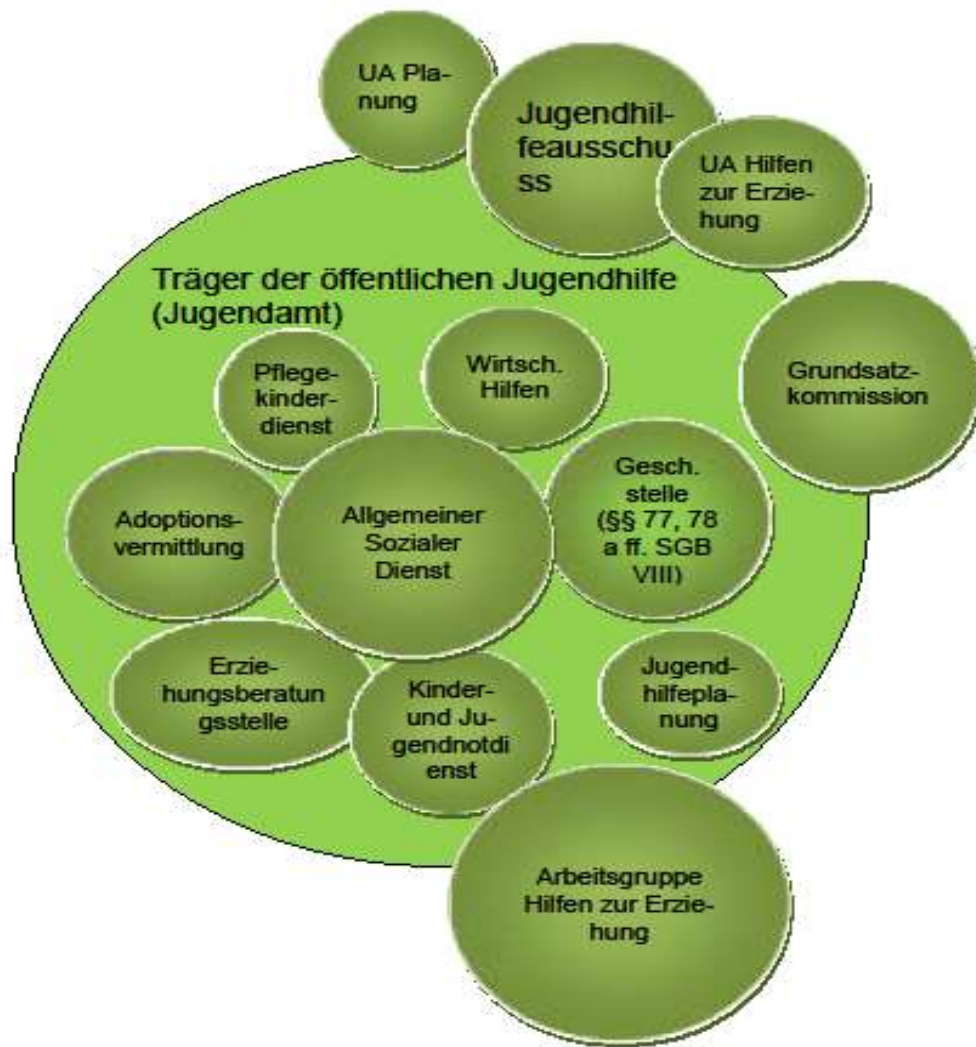 UA Pla-
nung
Jugendhil-
feausschu
ss
UA Hilfen
zur Erzie-
hung
Träger der öffentlichen Jugendhilfe
(Jugendamt)
Grundsatz-
kommission
Pflege-
kinder-
dienst
Wirtsch.
Hilfen
Gesch.
stelle
(§§ 77, 78
a ff. SGB
VIII)
Adoptions-
vermittlung
Allgemeiner
Sozialer
Dienst
Erzie-
hungsberatun
gsstelle
Kinder-
und Ju-
gendnotdi
enst
Jugend-
hilfepla-
nung
Arbeitsgruppe
Hilfen zur Erzie-
hung